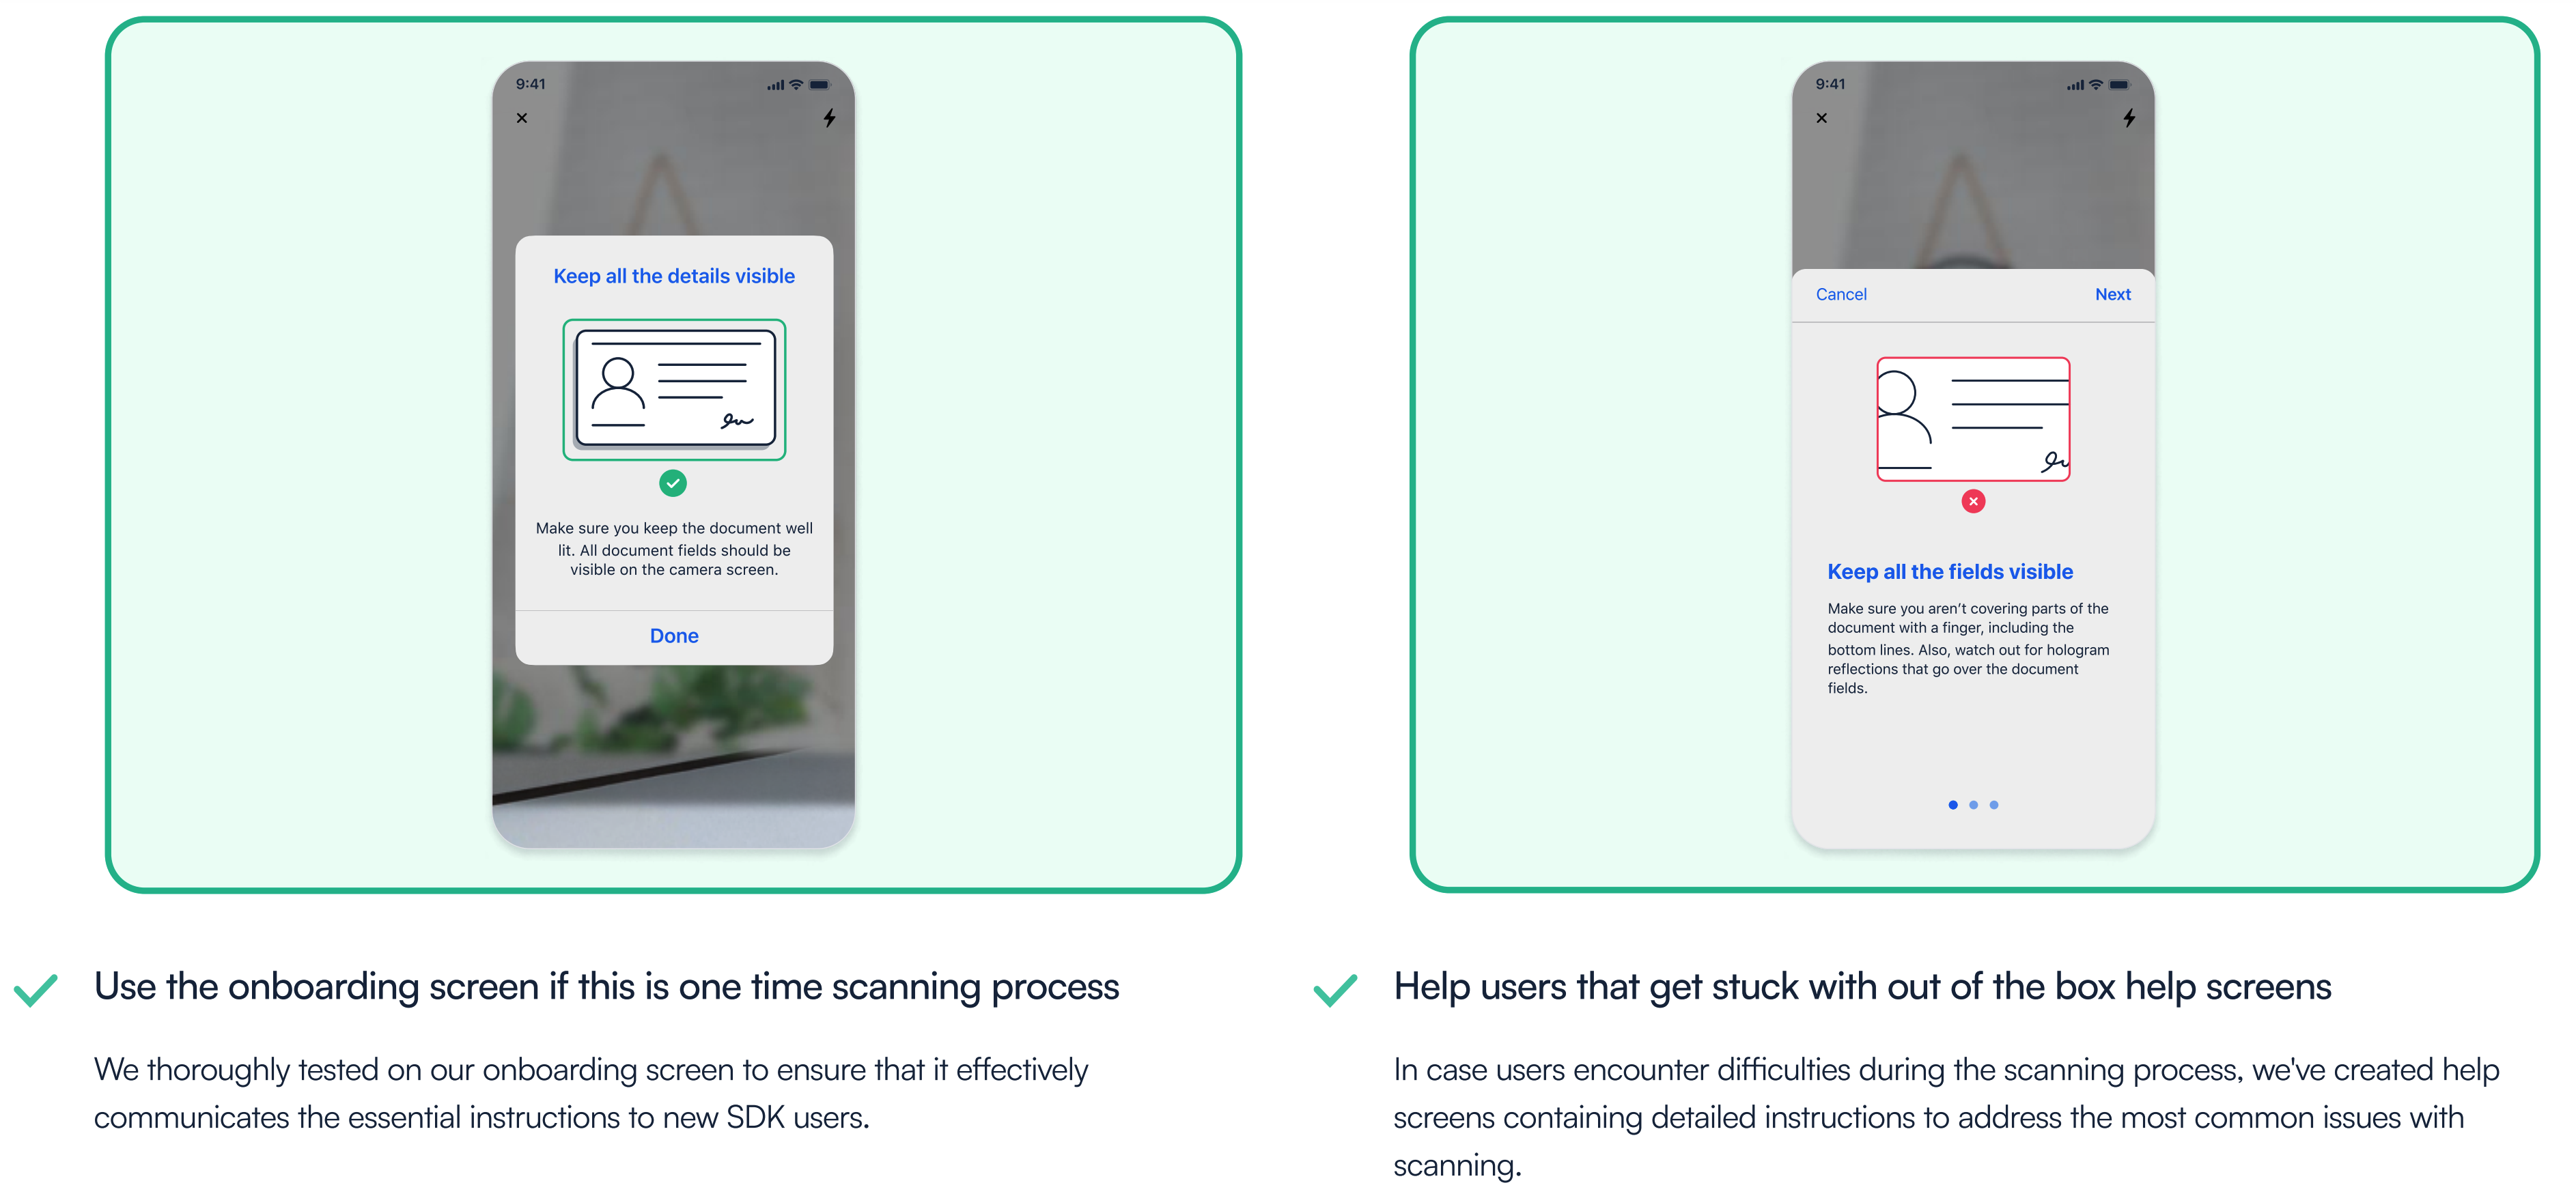 9:41
Keep all the details visible
Make sure you keep the document well
lit. All document fields should be
visible on the camera screen.
Done
9:41
Cancel
Next
Keep all the fields visible
Make sure you aren’t covering parts of the
document with a finger, including the
bottom lines. Also, watch out for hologram
reflections that go over the document
fields.
Use the onboarding screen if this is one time scanning process
We thoroughly tested on our onboarding screen to ensure that it effectively
communicates the essential instructions to new SDK users.
Help users that get stuck with out of the box help screens
In case users encounter difficulties during the scanning process, we've created help
screens containing detailed instructions to address the most common issues with
scanning.